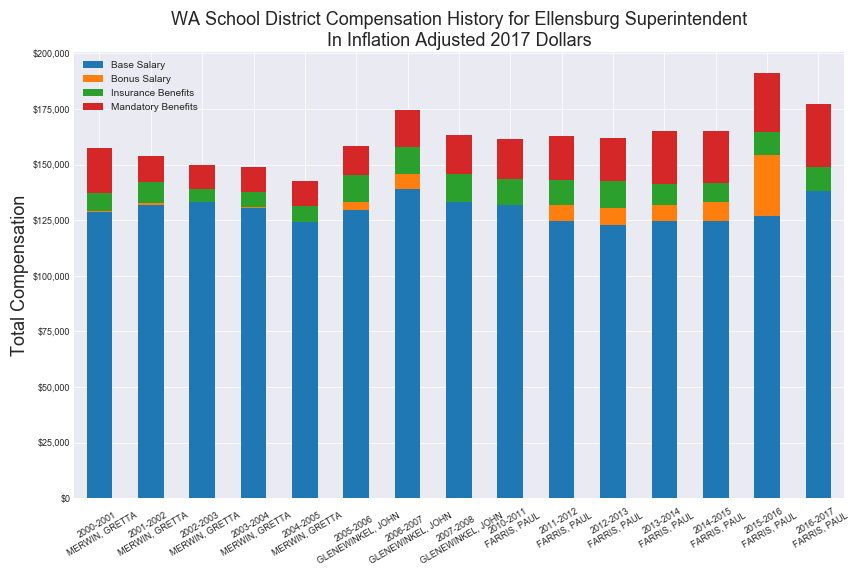 WA School District Compensation History for Ellensburg Superintendent
In Inflation Adjusted 2017 Dollars
Base Salary
Bonus Salary
Insurance Benefits
Mandatory Benefits
Total Compensation
$200,000
$175,000
$150,000
$125,000
$100,000
$75,000
$50,000
$25,000
$0
2000-2001
MERWIN, GRETTA
2001-2002
MERWIN, GRETTA
2002-2003
MERWIN, GRETTA
2003-2004
MERWIN, GRETTA
2004-2005
MERWIN, GRETTA
2005-2006
GLENEWINKEL, JOHN
2006-2007
GLENEWINKEL, JOHN
2007-2008
GLENEWINKEL, JOHN
2010-2011
FARRIS, PAUL
2011-2012
FARRIS, PAUL
2012-2013
FARRIS, PAUL
2013-2014
FARRIS, PAUL
2014-2015
FARRIS, PAUL
2015-2016
FARRIS, PAUL
2016-2017
FARRIS, PAUL